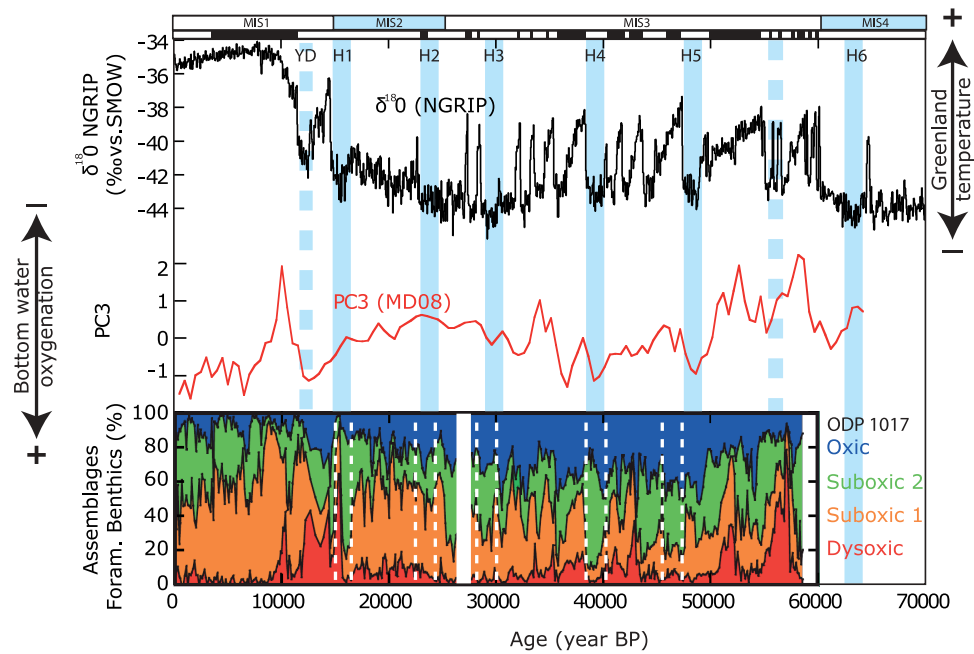 MIS1 MIS2 MIS3 MIS4
+
-34
YD H1 H2 H3 H4 H5 H6
-36
δ18O (NGRIP)
-38
-40
-42
-44
δ18O NGRIP
(‰vs.SMOW)
Greenland
temperature
−
−
Bottom water
oxygenation
+
2
1
0
-1
PC3
PC3 (MD08)
100
80
60
40
20
0
Assemblages
Foram. Benthics (%)
ODP 1017
Oxic
Suboxic 2
Suboxic 1
Dysoxic
0 10000 20000 30000 40000 50000 60000 70000
Age (year BP)